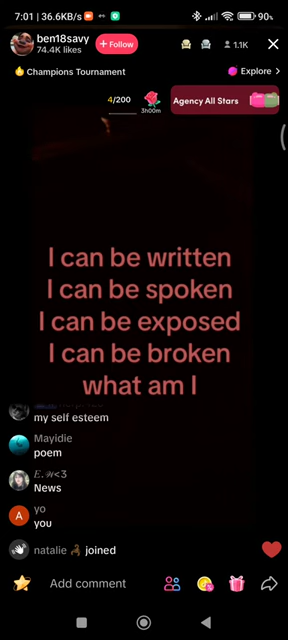 7:01 | 36.6KB/s
90%
ben18savy
74.4K likes
+ Follow
1.1K
Champions Tournament
Explore >
4/200
3h00m
Agency All Stars
I can be written
I can be spoken
I can be exposed
I can be broken
what am I
my self esteem
Mayidie
poem
E.𝒲<3
News
A
yo
you
natalie joined
Add comment